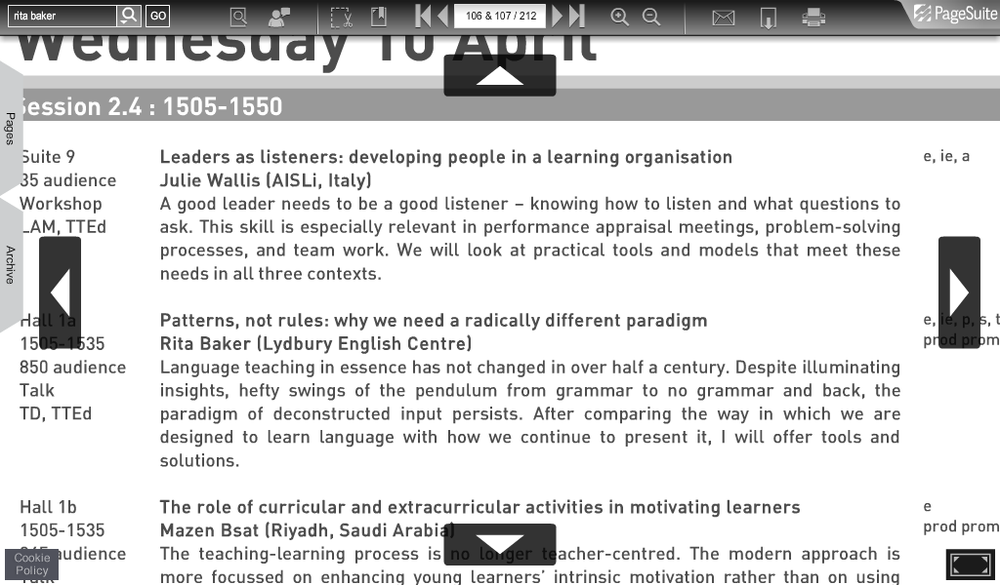 rita baker
GO
106 & 107 / 212
PageSuite
Wednesday 10 April
Session 2.4 : 1505-1550
Pages
Archive
Suite 9
35 audience
Workshop
LAM, TTEd
Leaders as listeners: developing people in a learning organisation
Julie Wallis (AISLi, Italy)
A good leader needs to be a good listener – knowing how to listen and what questions to
ask. This skill is especially relevant in performance appraisal meetings, problem-solving
processes, and team work. We will look at practical tools and models that meet these
needs in all three contexts.
e, ie, a
Hall 1a
1505-1535
850 audience
Talk
TD, TTEd
Patterns, not rules: why we need a radically different paradigm
Rita Baker (Lydbury English Centre)
Language teaching in essence has not changed in over half a century. Despite illuminating
insights, hefty swings of the pendulum from grammar to no grammar and back, the
paradigm of deconstructed input persists. After comparing the way in which we are
designed to learn language with how we continue to present it, I will offer tools and
solutions.
e, ie, p, s, t
prod prom
Hall 1b
1505-1535
audience
The role of curricular and extracurricular activities in motivating learners
Mazen Bsat (Riyadh, Saudi Arabia)
The teaching-learning process is no longer teacher-centred. The modern approach is
more focussed on enhancing young learners' intrinsic motivation rather than on using
e
prod prom
Cookie
Policy